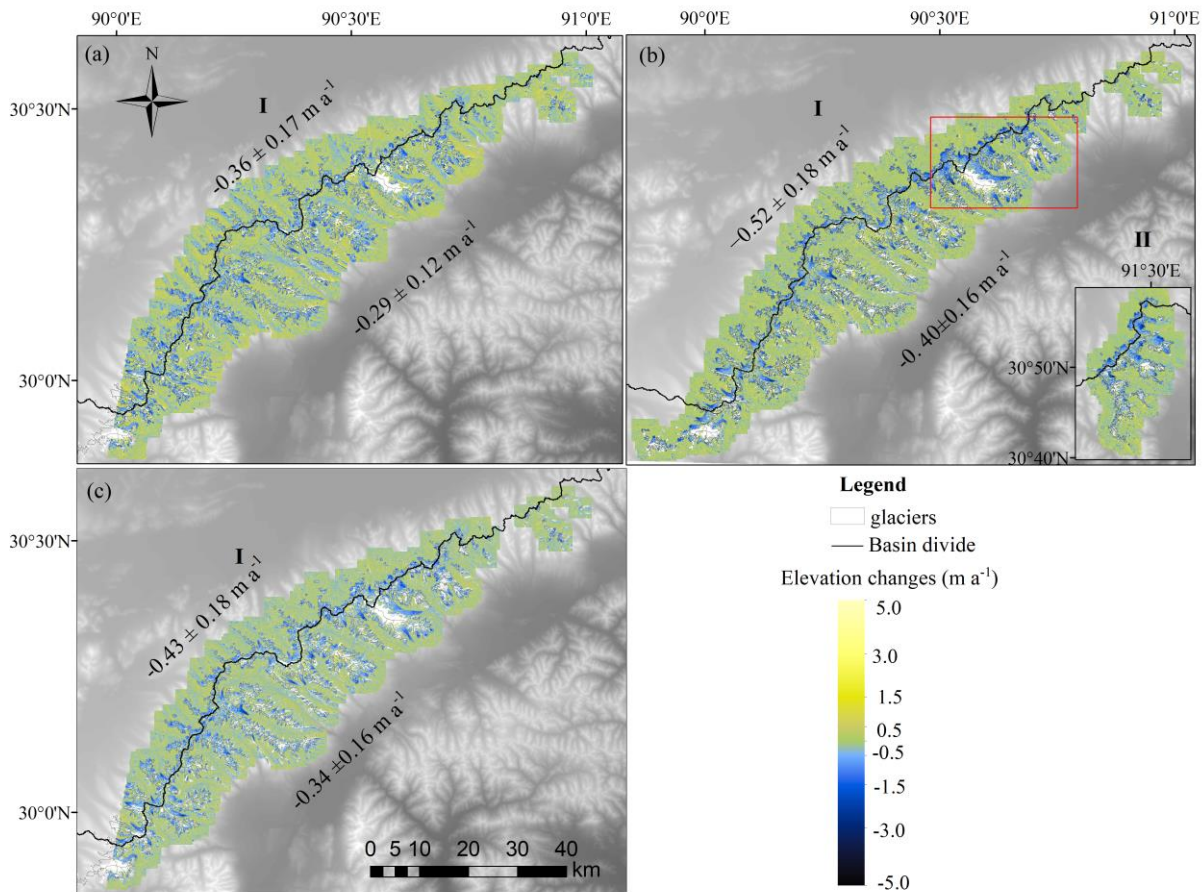 90°0'E 90°30'E 91°0'E
90°0'E 90°30'E 91°0'E
(a)
N
I
-0.36 ± 0.17 m a⁻¹
-0.29 ± 0.12 m a⁻¹
30°30'N
30°0'N
(b)
I
−0.52 ± 0.18 m a⁻¹
-0. 40±0.16 m a⁻¹
II
91°30'E
30°50'N
30°40'N
(c)
I
-0.43 ± 0.18 m a⁻¹
-0.34 ±0.16 m a⁻¹
30°30'N
30°0'N
0 5 10 20 30 40
km
Legend
glaciers
Basin divide
Elevation changes (m a⁻¹)
5.0
3.0
1.5
0.5
-0.5
-1.5
-3.0
-5.0